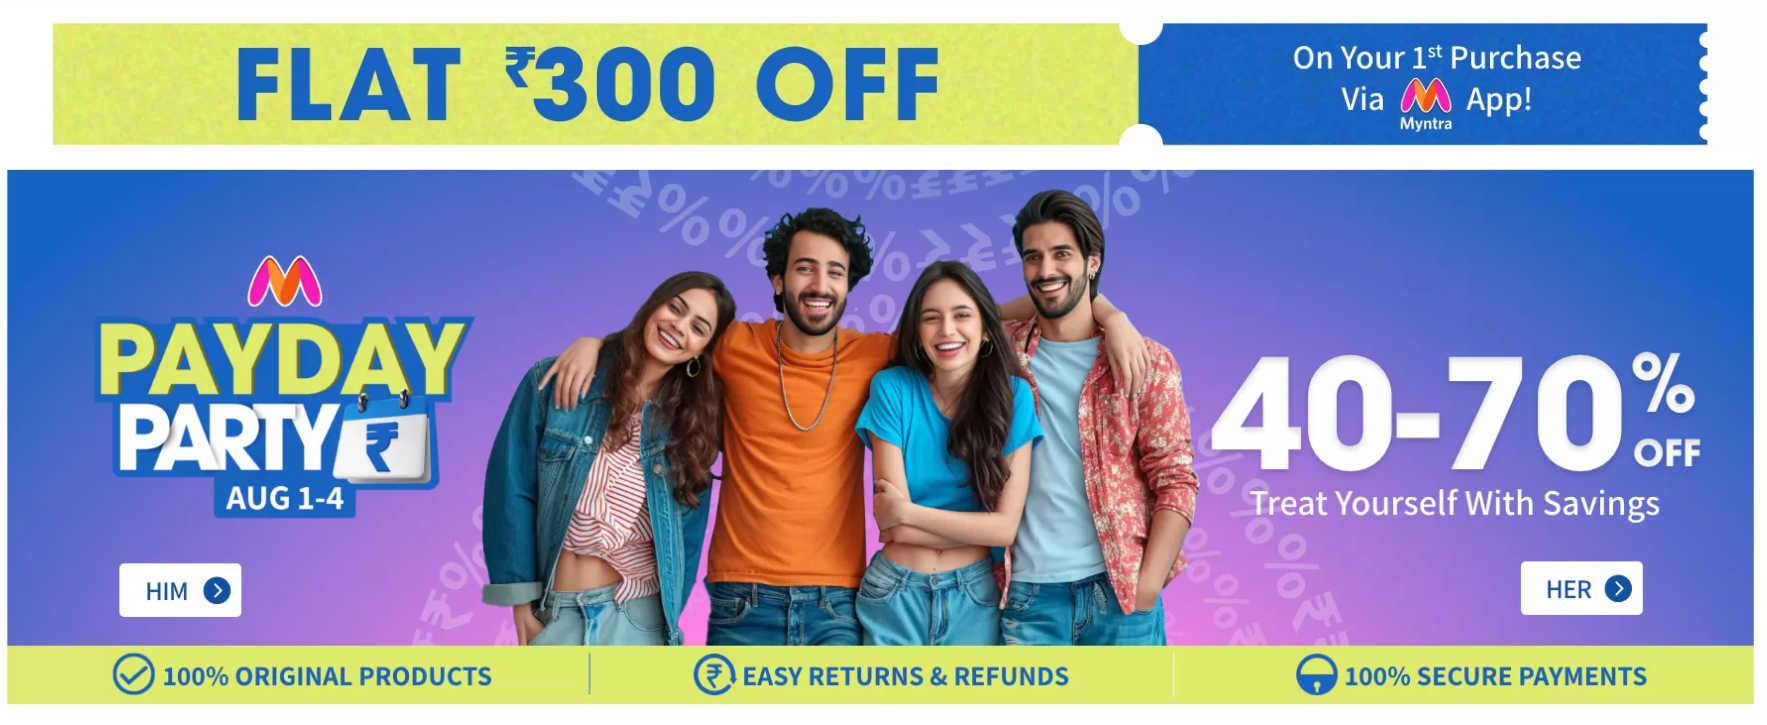 FLAT ₹300 OFF
On Your 1st Purchase
Via Myntra App!
PAYDAY
PARTY ₹
AUG 1-4
40-70% OFF
Treat Yourself With Savings
HIM
HER
100% ORIGINAL PRODUCTS
EASY RETURNS & REFUNDS
100% SECURE PAYMENTS